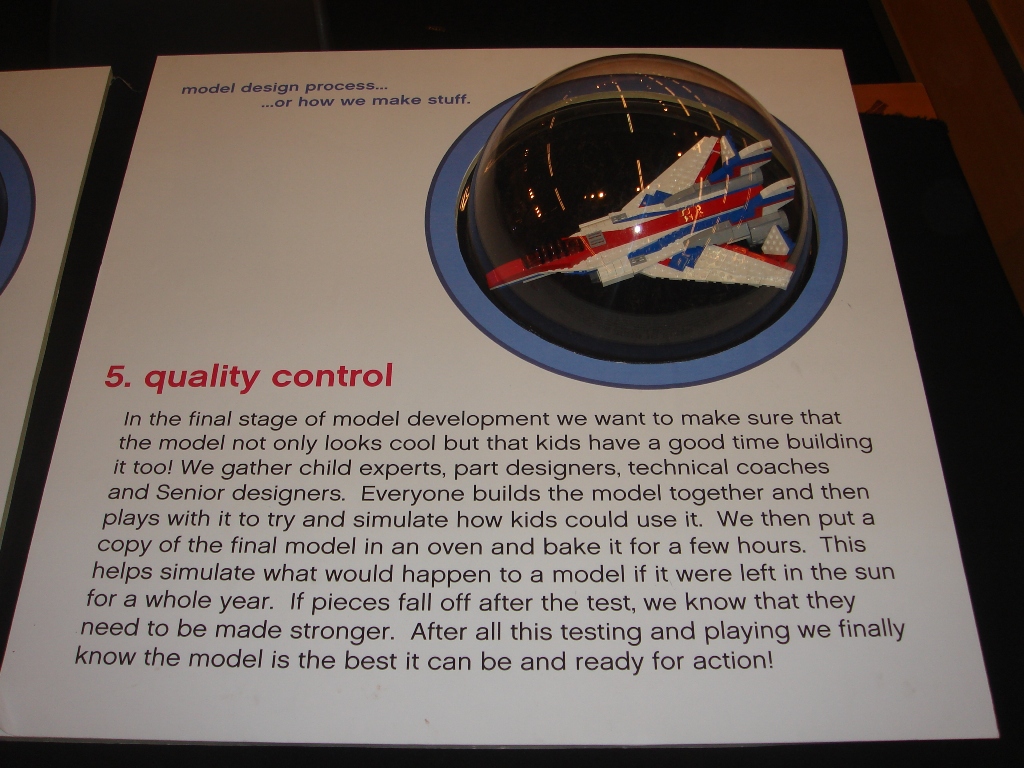 model design process...
...or how we make stuff.
5. quality control
In the final stage of model development we want to make sure that
the model not only looks cool but that kids have a good time building
it too! We gather child experts, part designers, technical coaches
and Senior designers. Everyone builds the model together and then
plays with it to try and simulate how kids could use it. We then put a
copy of the final model in an oven and bake it for a few hours. This
helps simulate what would happen to a model if it were left in the sun
for a whole year. If pieces fall off after the test, we know that they
need to be made stronger. After all this testing and playing we finally
know the model is the best it can be and ready for action!